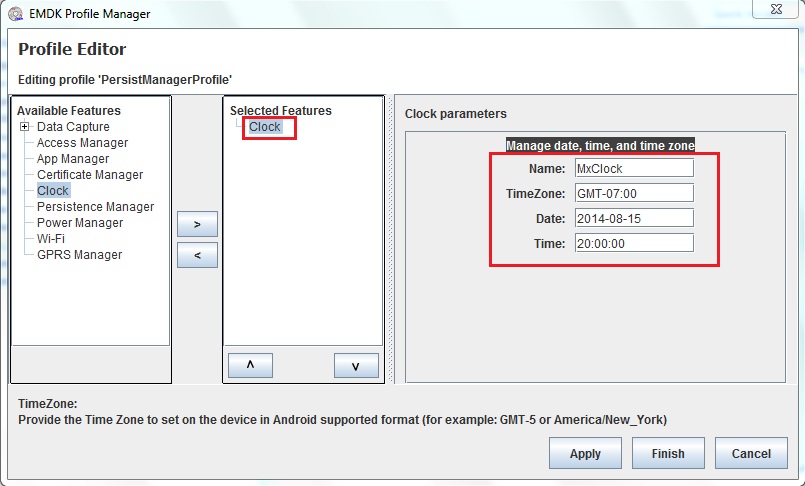 EMDK Profile Manager
Profile Editor
Editing profile 'PersistManagerProfile'
Available Features
Data Capture
Access Manager
App Manager
Certificate Manager
Clock
Persistence Manager
Power Manager
Wi-Fi
GPRS Manager
>
<
Selected Features
Clock
^
v
Clock parameters
Manage date, time, and time zone
Name: MxClock
TimeZone: GMT-07:00
Date: 2014-08-15
Time: 20:00:00
TimeZone:
Provide the Time Zone to set on the device in Android supported format (for example: GMT-5 or America/New_York)
Apply Finish Cancel